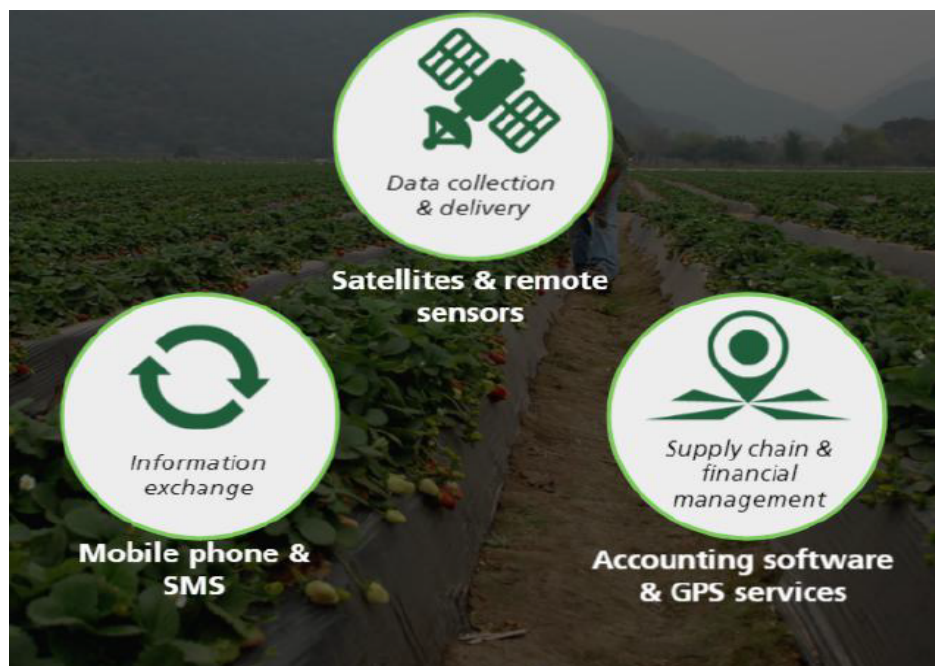 Data collection
& delivery
Satellites & remote
sensors
Information
exchange
Mobile phone &
SMS
Supply chain &
financial
management
Accounting software
& GPS services